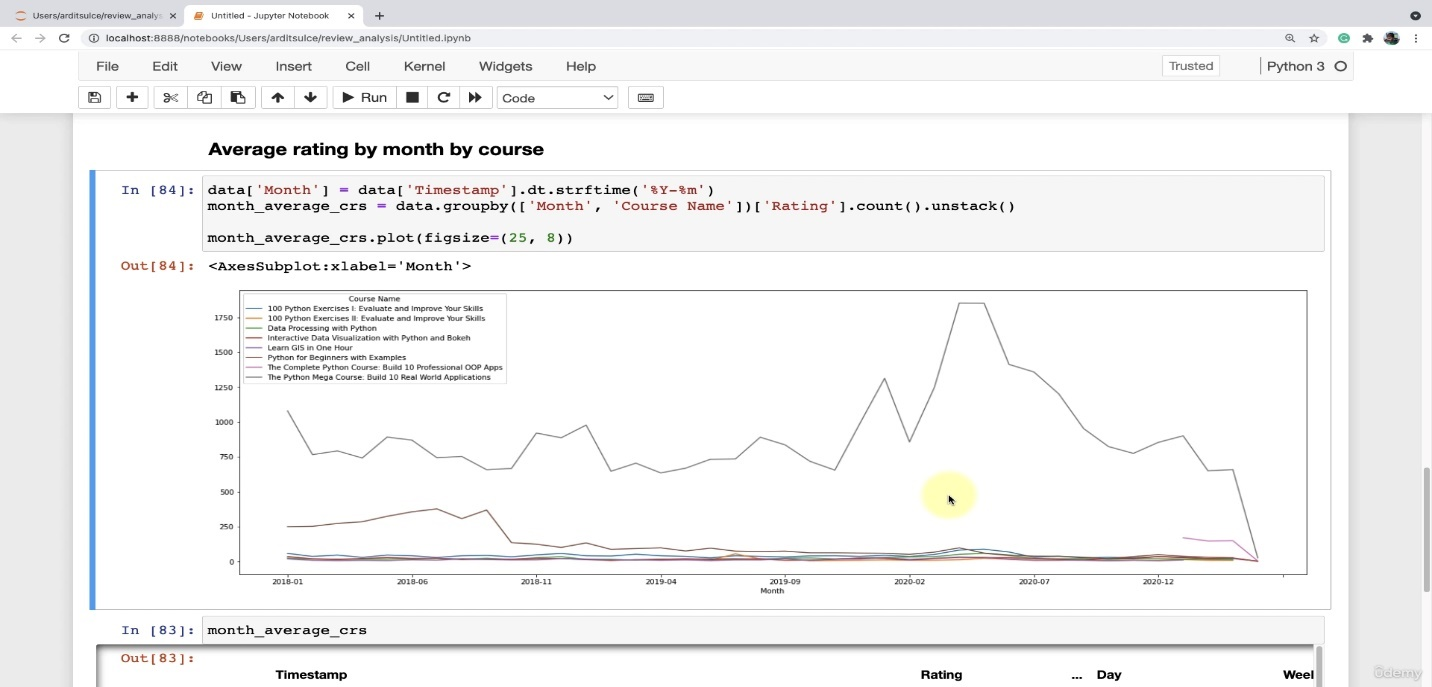 Users/arditsulce/review_analys
Untitled - Jupyter Notebook
localhost:8888/notebooks/Users/arditsulce/review_analysis/Untitled.ipynb
File Edit View Insert Cell Kernel Widgets Help Trusted Python 3
Run Code
Average rating by month by course
In [84]: data['Month'] = data['Timestamp'].dt.strftime('%Y-%m')
month_average_crs = data.groupby(['Month', 'Course Name'])['Rating'].count().unstack()
month_average_crs.plot(figsize=(25, 8))
Out[84]: <AxesSubplot:xlabel='Month'>
Course Name
100 Python Exercises I: Evaluate and Improve Your Skills
100 Python Exercises II: Evaluate and Improve Your Skills
Data Processing with Python
Interactive Data Visualization with Python and Bokeh
Learn GIS in One Hour
Python for Beginners with Examples
The Complete Python Course: Build 10 Professional OOP Apps
The Python Mega Course: Build 10 Real World Applications
1750
1500
1250
1000
750
500
250
0
2018-01 2018-06 2018-11 2019-04 2019-09 2020-02 2020-07 2020-12
Month
In [83]: month_average_crs
Out[83]:
Timestamp Rating ... Day Weel
ûdemy